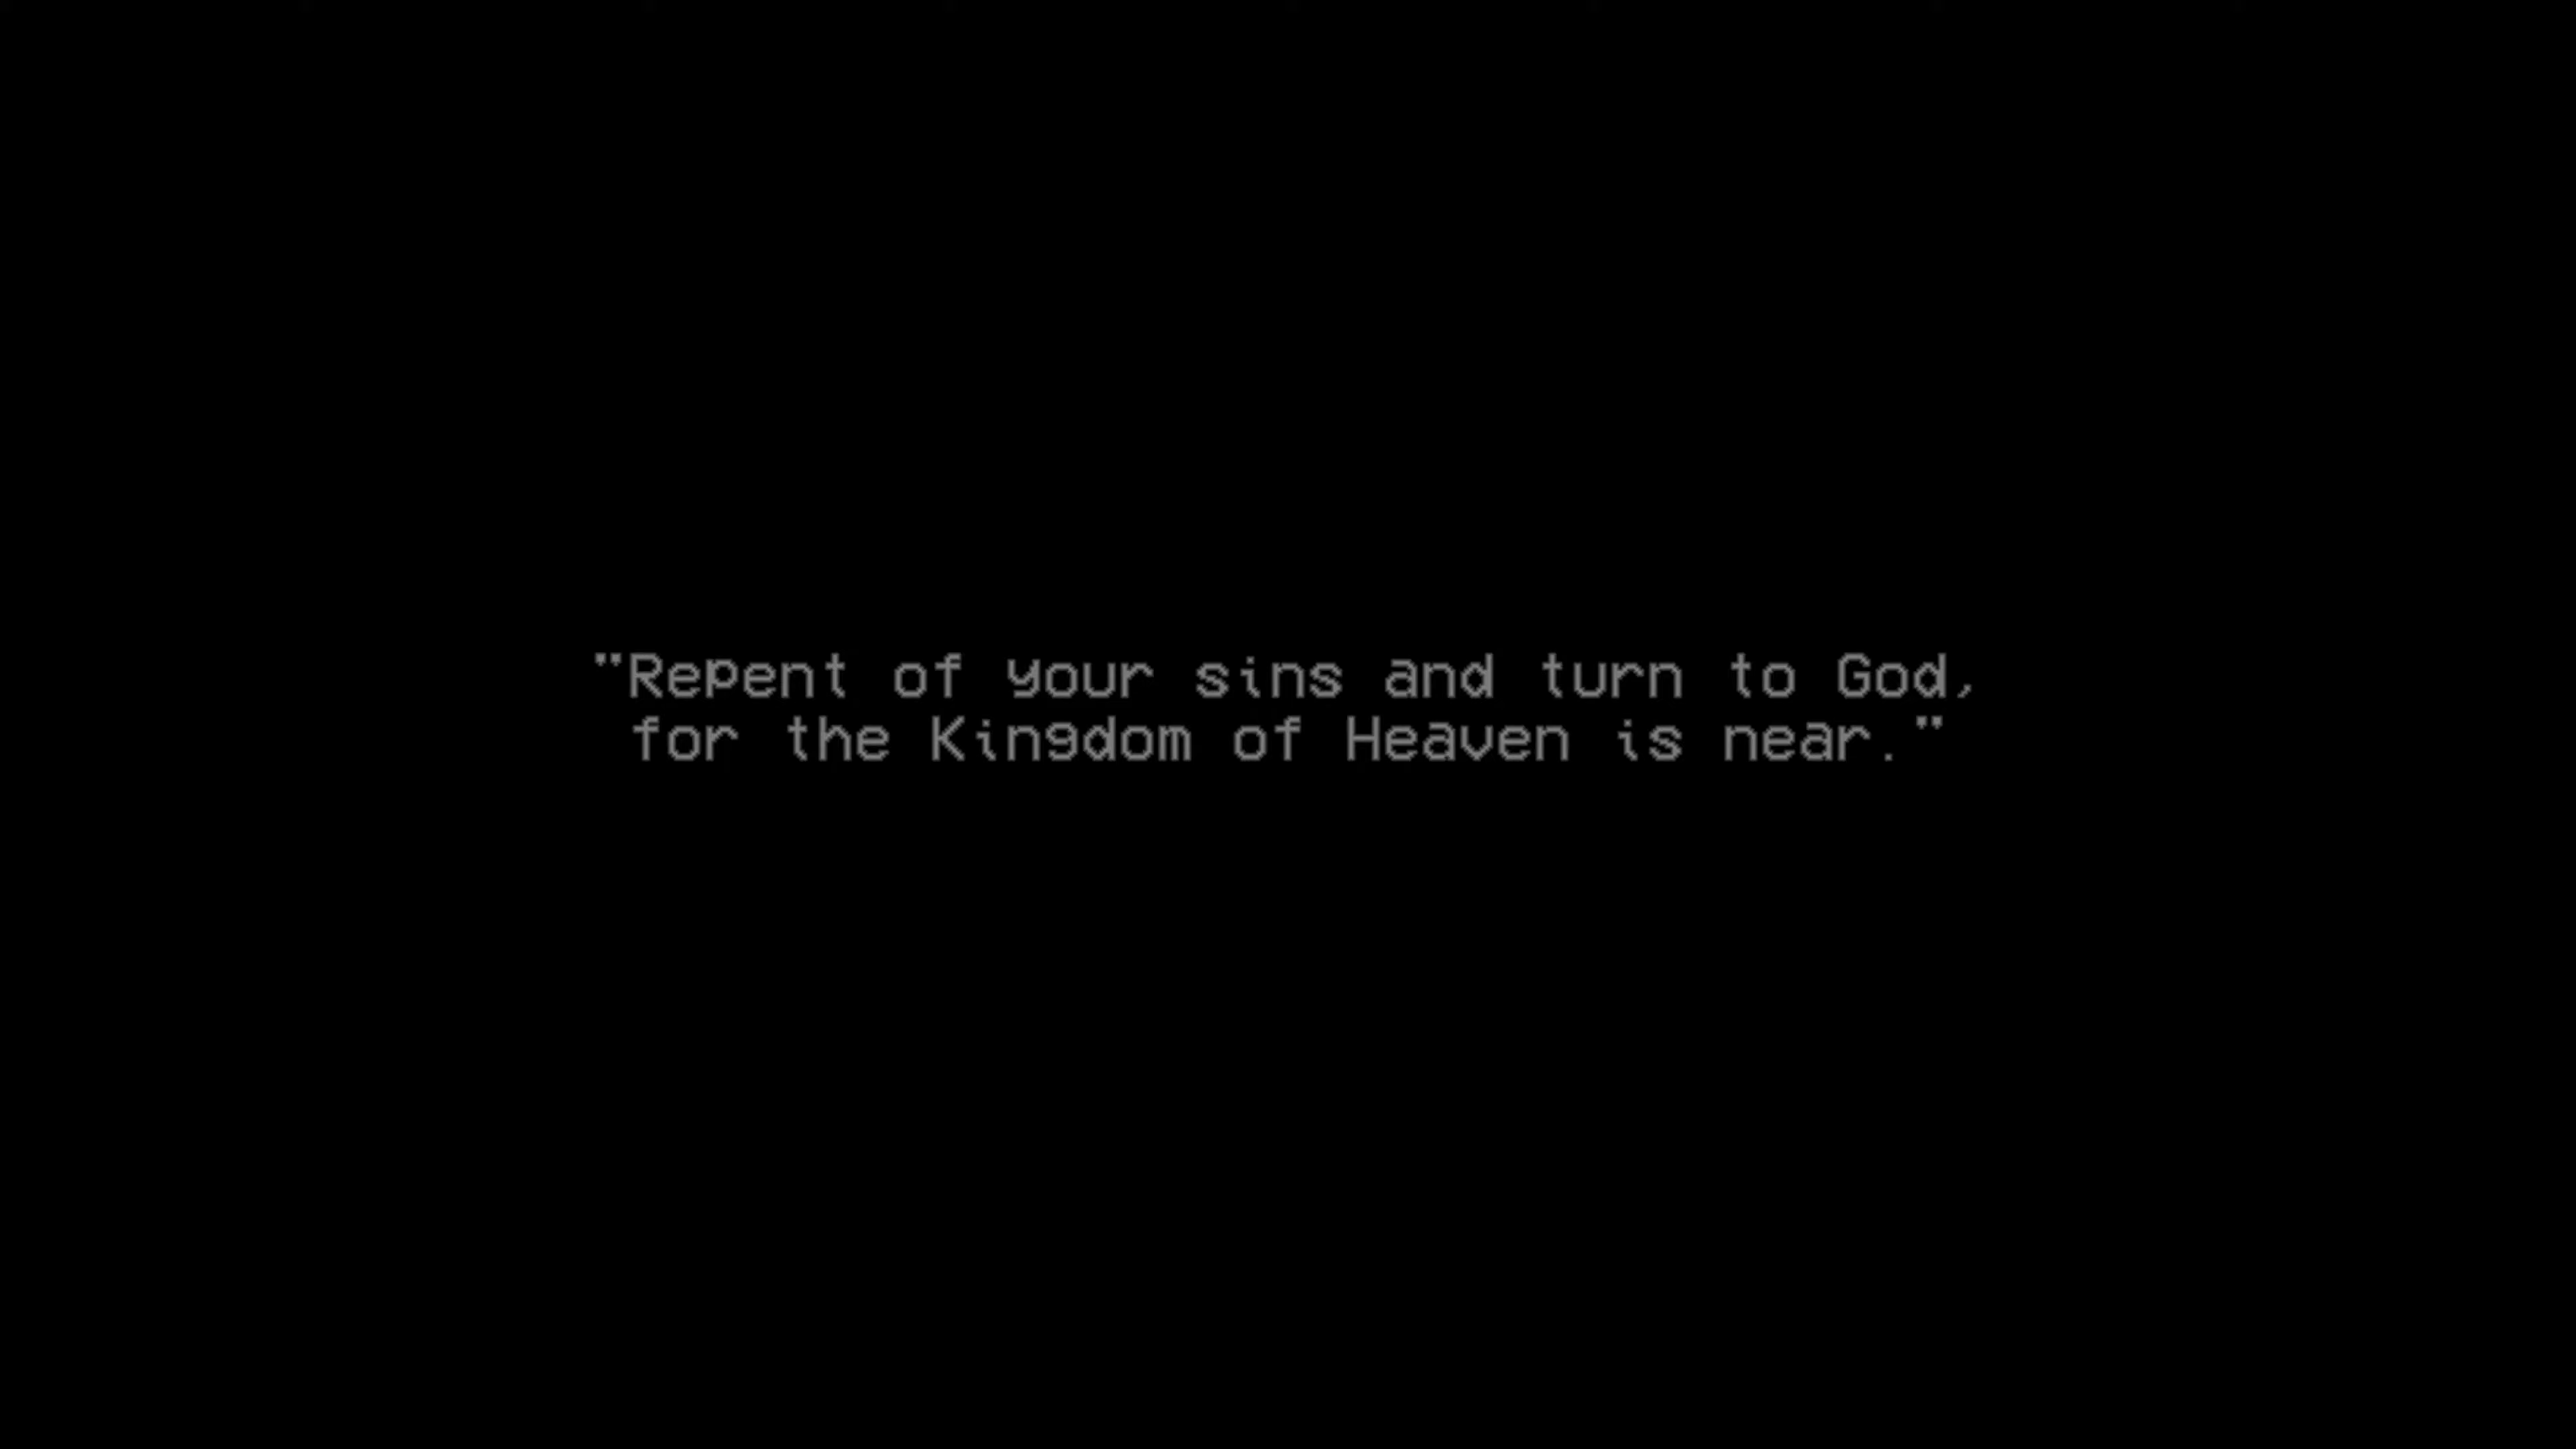 "Repent of your sins and turn to God,
for the Kingdom of Heaven is near."